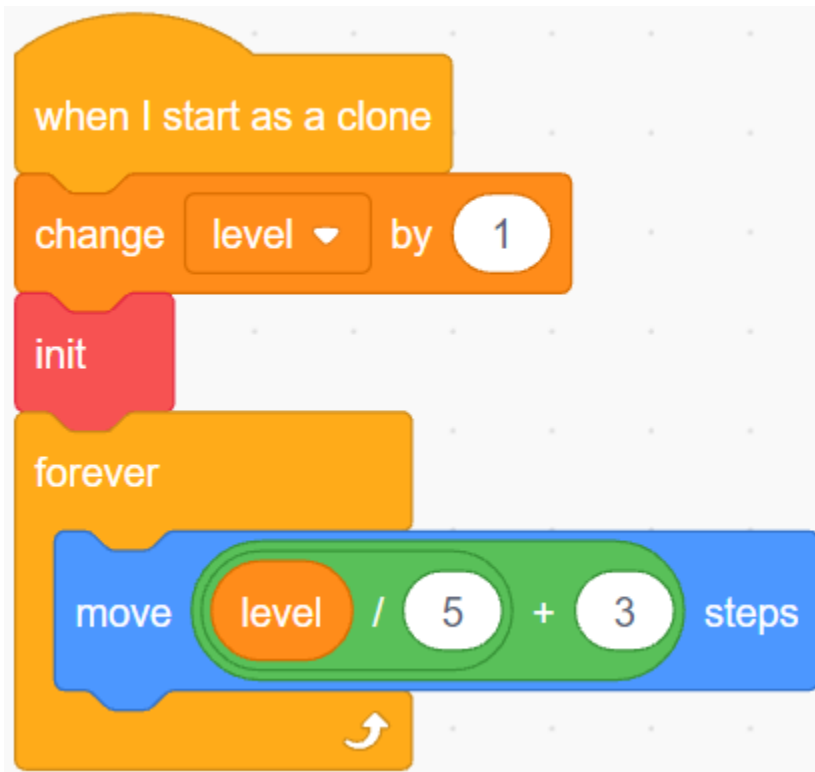 when I start as a clone
change level by 1
init
forever
move level / 5 + 3 steps